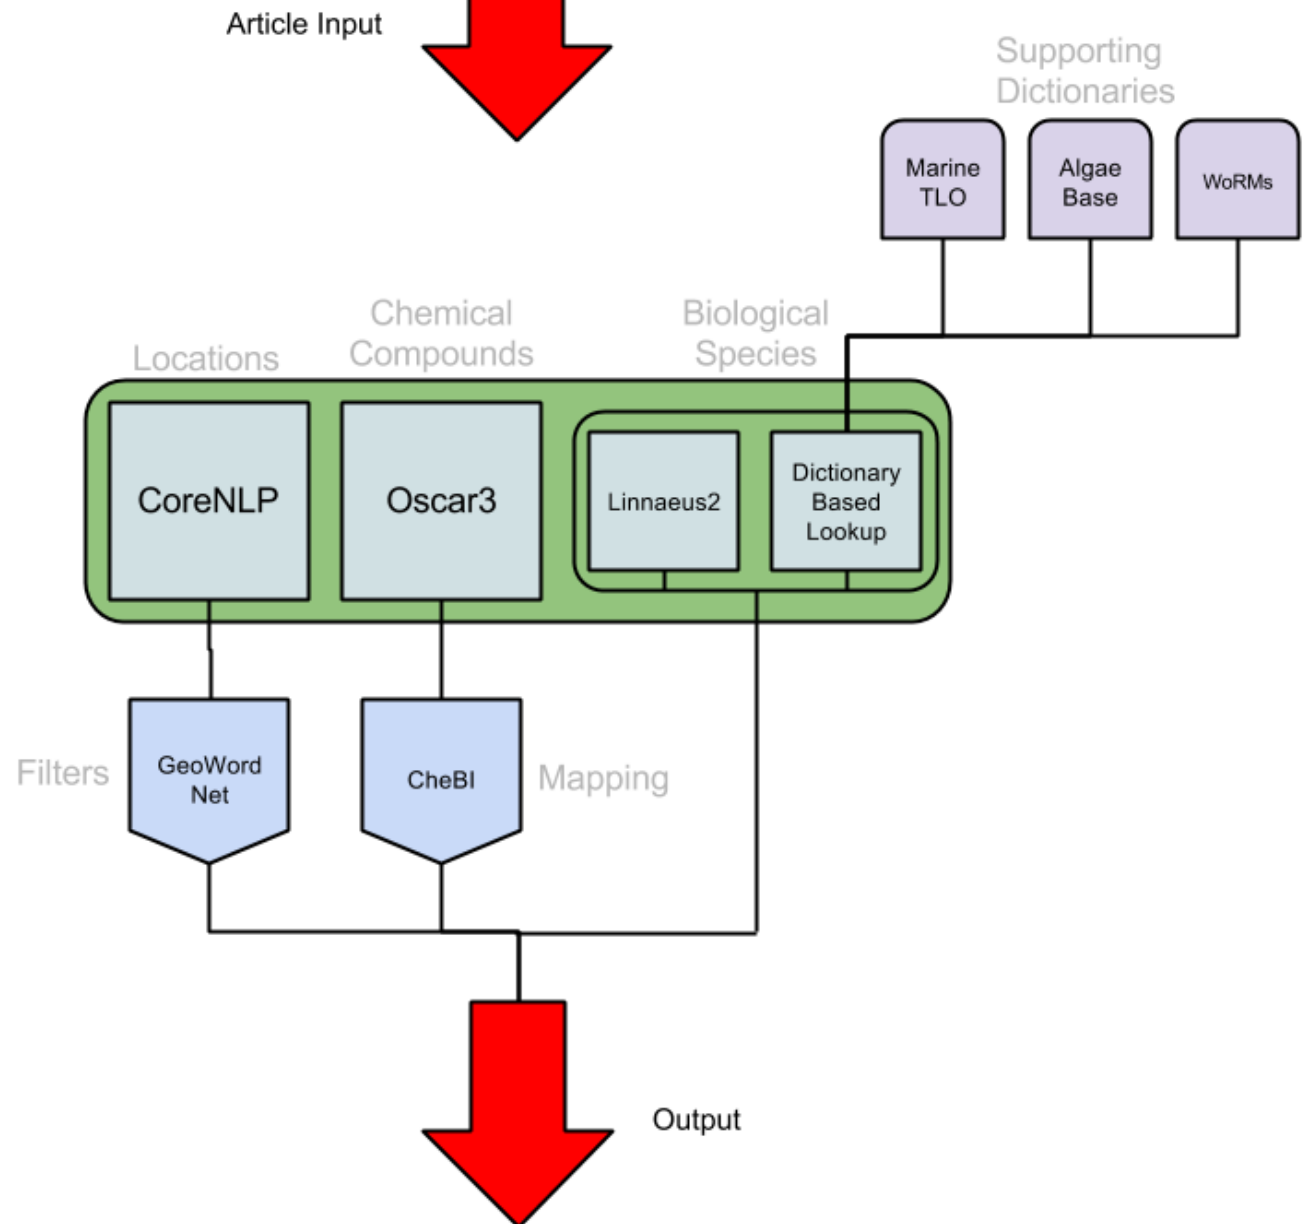 Article Input
Supporting
Dictionaries
Marine
TLO
Algae
Base
WoRMs
Locations
Chemical
Compounds
Biological
Species
CoreNLP
Oscar3
Linnaeus2
Dictionary
Based
Lookup
Filters
GeoWord
Net
CheBI
Mapping
Output